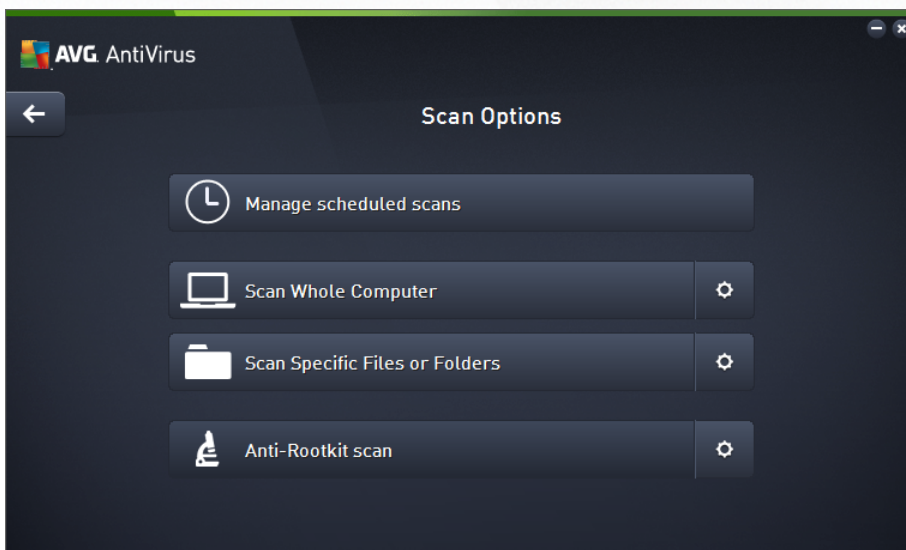 AVG. AntiVirus
Scan Options
Manage scheduled scans
Scan Whole Computer
Scan Specific Files or Folders
Anti-Rootkit scan